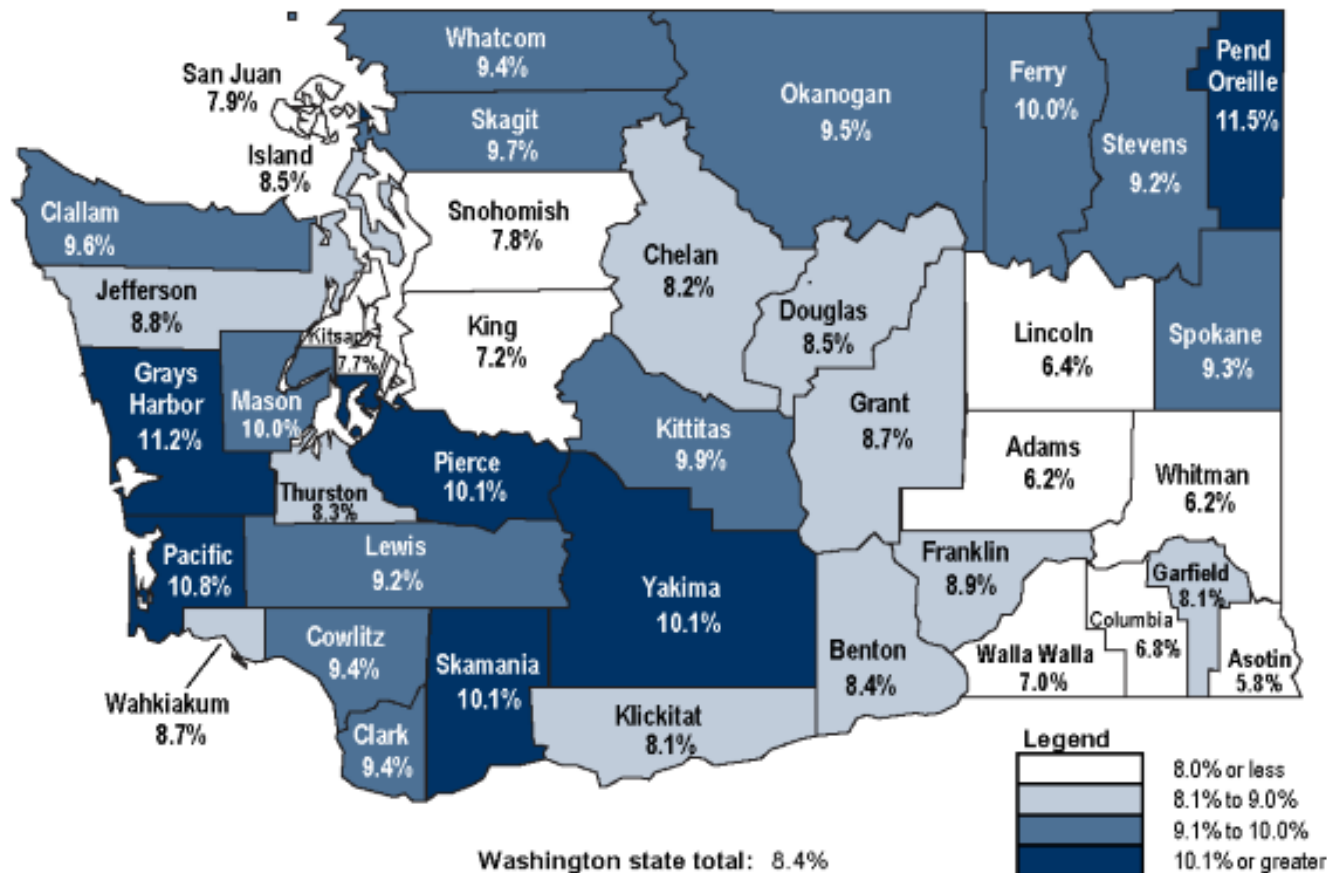 Whatcom
9.4%
San Juan
7.9%
Skagit
9.7%
Island
8.5%
Okanogan
9.5%
Ferry
10.0%
Stevens
9.2%
Pend
Oreille
11.5%
Clallam
9.6%
Jefferson
8.8%
Snohomish
7.8%
Chelan
8.2%
Douglas
8.5%
Kitsap
7.7%
King
7.2%
Lincoln
6.4%
Spokane
9.3%
Grays
Harbor
11.2%
Mason
10.0%
Kittitas
9.9%
Grant
8.7%
Adams
6.2%
Whitman
6.2%
Pierce
10.1%
Thurston
8.3%
Pacific
10.8%
Lewis
9.2%
Yakima
10.1%
Franklin
8.9%
Garfield
8.1%
Columbia
6.8%
Asotin
5.8%
Walla Walla
7.0%
Benton
8.4%
Cowlitz
9.4%
Skamania
10.1%
Wahkiakum
8.7%
Clark
9.4%
Klickitat
8.1%
Legend
8.0% or less
8.1% to 9.0%
9.1% to 10.0%
10.1% or greater
Washington state total: 8.4%